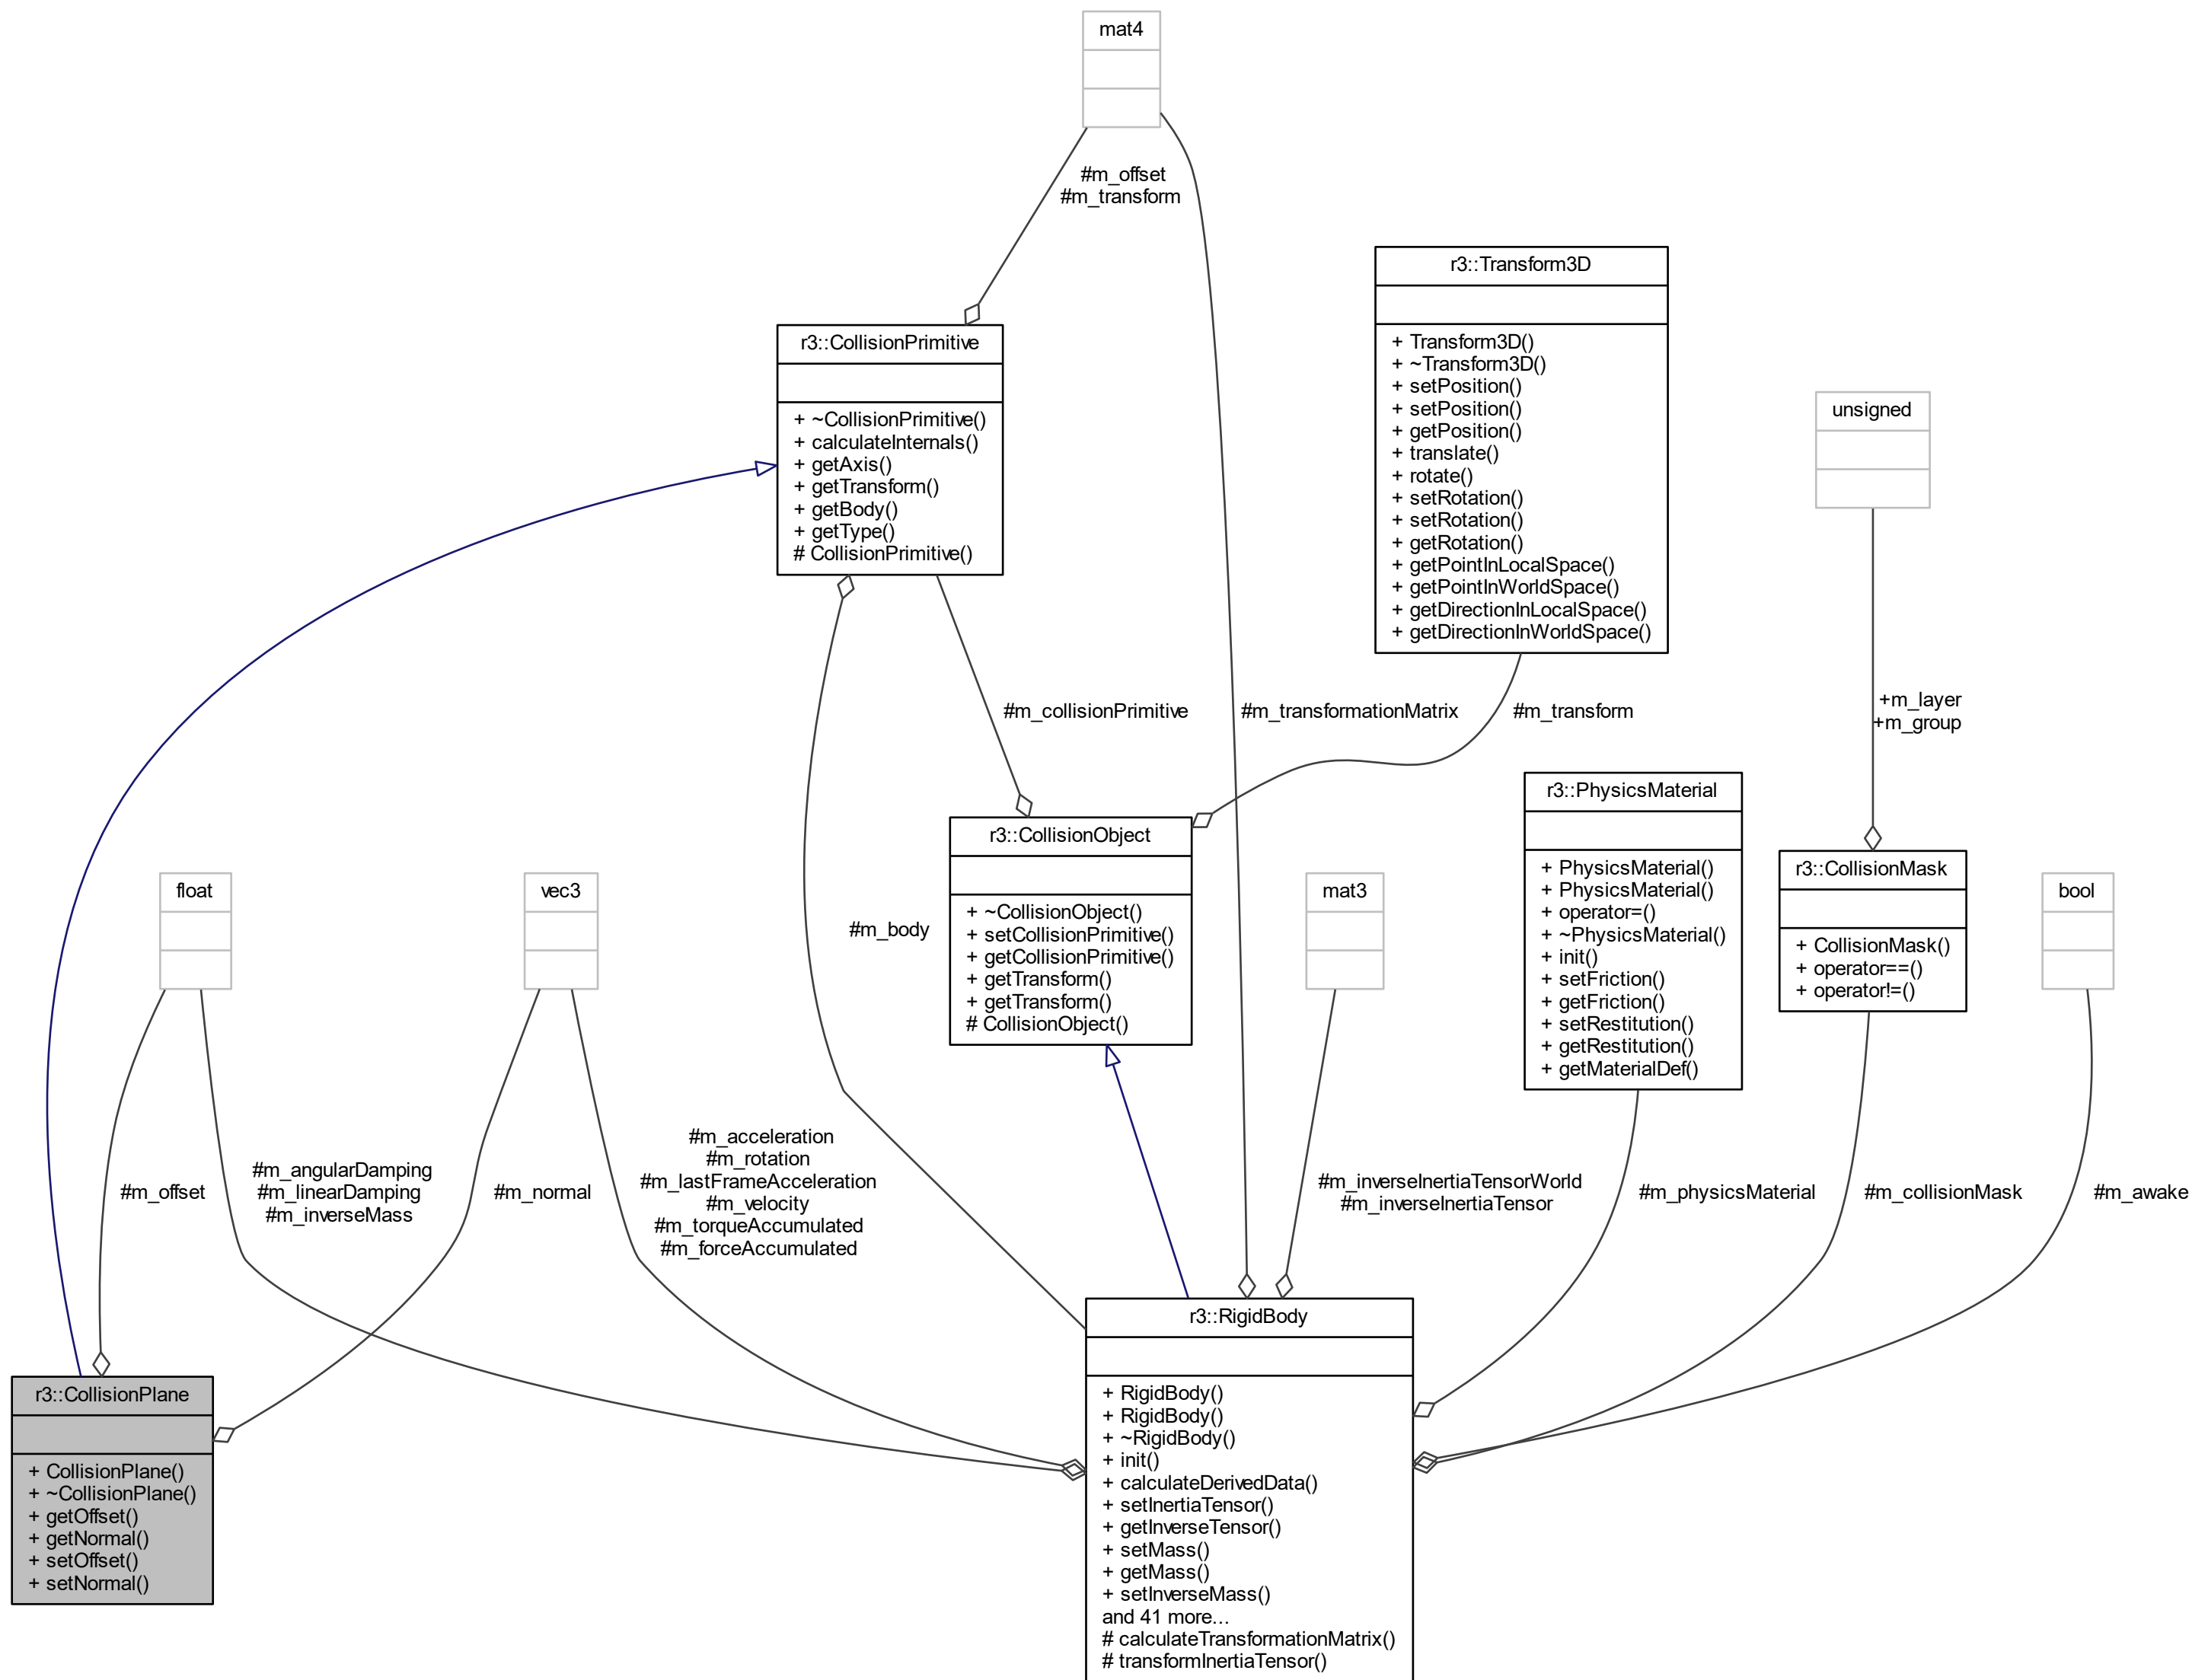 mat4
#m_offset
#m_transform
r3::Transform3D
+ Transform3D()
+ ~Transform3D()
+ setPosition()
+ setPosition()
+ getPosition()
+ translate()
+ rotate()
+ setRotation()
+ setRotation()
+ getRotation()
+ getPointInLocalSpace()
+ getPointInWorldSpace()
+ getDirectionInLocalSpace()
+ getDirectionInWorldSpace()
r3::CollisionPrimitive
+ ~CollisionPrimitive()
+ calculateInternals()
+ getAxis()
+ getTransform()
+ getBody()
+ getType()
# CollisionPrimitive()
unsigned
#m_collisionPrimitive
#m_transformationMatrix
#m_transform
+m_layer
+m_group
r3::PhysicsMaterial
+ PhysicsMaterial()
+ PhysicsMaterial()
+ operator=()
+ ~PhysicsMaterial()
+ init()
+ setFriction()
+ getFriction()
+ setRestitution()
+ getRestitution()
+ getMaterialDef()
r3::CollisionObject
+ ~CollisionObject()
+ setCollisionPrimitive()
+ getCollisionPrimitive()
+ getTransform()
+ getTransform()
# CollisionObject()
r3::CollisionMask
+ CollisionMask()
+ operator==()
+ operator!=()
float
vec3
#m_body
mat3
bool
#m_offset
#m_angularDamping
#m_linearDamping
#m_inverseMass
#m_normal
#m_acceleration
#m_rotation
#m_lastFrameAcceleration
#m_velocity
#m_torqueAccumulated
#m_forceAccumulated
#m_inverseInertiaTensorWorld
#m_inverseInertiaTensor
#m_physicsMaterial
#m_collisionMask
#m_awake
r3::CollisionPlane
+ CollisionPlane()
+ ~CollisionPlane()
+ getOffset()
+ getNormal()
+ setOffset()
+ setNormal()
r3::RigidBody
+ RigidBody()
+ RigidBody()
+ ~RigidBody()
+ init()
+ calculateDerivedData()
+ setInertiaTensor()
+ getInverseTensor()
+ setMass()
+ getMass()
+ setInverseMass()
and 41 more...
# calculateTransformationMatrix()
# transformInertiaTensor()